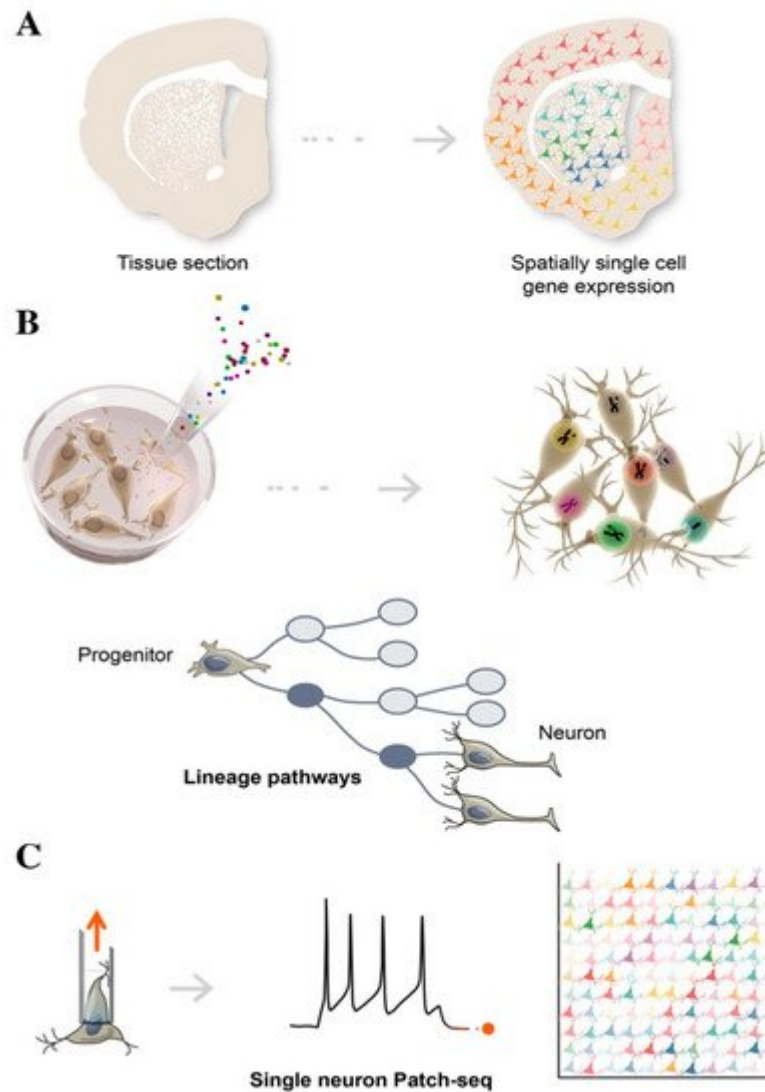 A
Tissue section
Spatially single cell
gene expression
B
Progenitor
Neuron
Lineage pathways
C
Single neuron Patch-seq